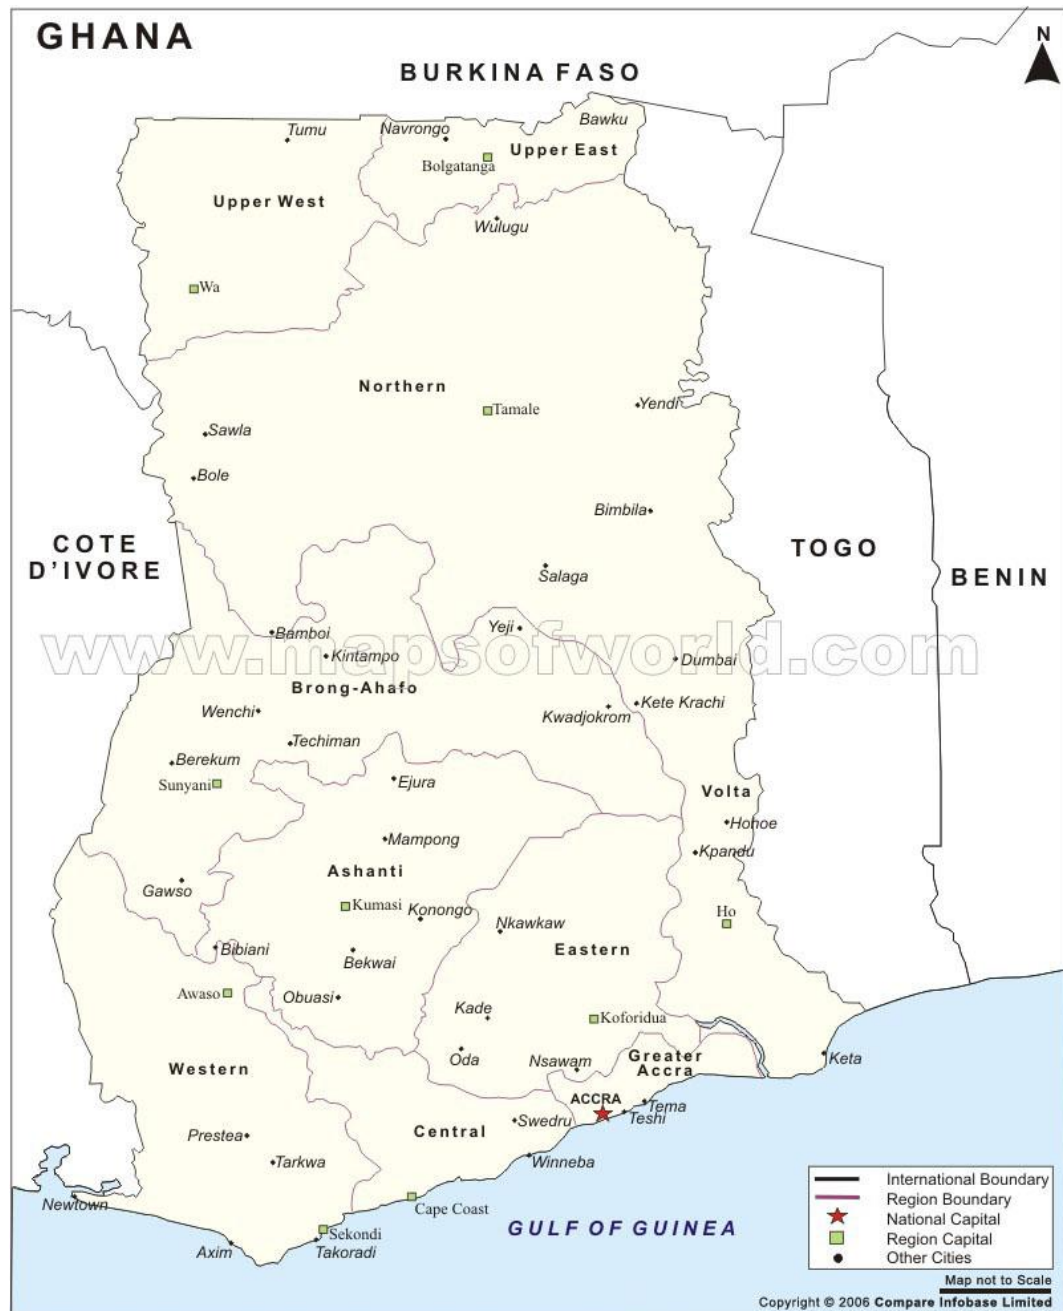 GHANA
N
BURKINA FASO
Bawku
Tumu
Navrongo
Upper East
Bolgatanga
Upper West
Wulugu
Wa
Northern
Tamale
Yendi
Sawla
Bole
Bimbila
COTE
D'IVORE
TOGO
BENIN
Salaga
Yeji
Bamboi
www.mapsofworld.com
Kintampo
Dumbai
Brong-Ahafo
Kete Krachi
Wenchi
Kwadjokrom
Techiman
Berekum
Sunyani
Ejura
Volta
Hohoe
Mampong
Kpandu
Ashanti
Gawso
Kumasi
Konongo
Ho
Nkawkaw
Bibiani
Eastern
Bekwai
Awaso
Obuasi
Kade
Koforidua
Oda
Nsawam
Greater
Accra
Keta
Western
ACCRA
Tema
Teshi
Swedru
Prestea
Central
Tarkwa
Winneba
Newtown
Cape Coast
GULF OF GUINEA
Sekondi
Axim
Takoradi
International Boundary
Region Boundary
National Capital
Region Capital
Other Cities
Map not to Scale
Copyright © 2006 Compare Infobase Limited